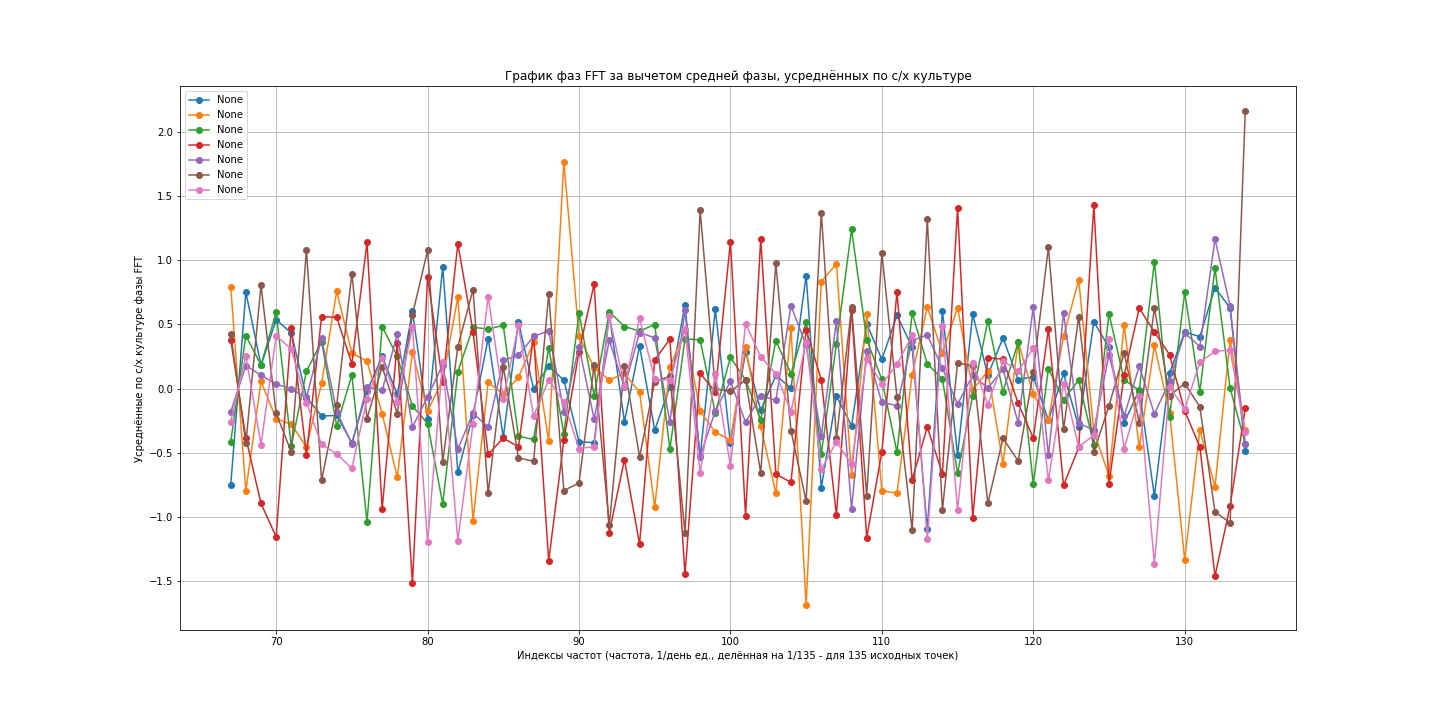 График фаз FFT за вычетом средней фазы, усреднённых по с/х культуре
None
None
None
None
None
None
None
Усреднённые по с/х культуре фазы FFT
2.0
1.5
1.0
0.5
0.0
−0.5
−1.0
−1.5
70 80 90 100 110 120 130
Индексы частот (частота, 1/день ед., делённая на 1/135 - для 135 исходных точек)